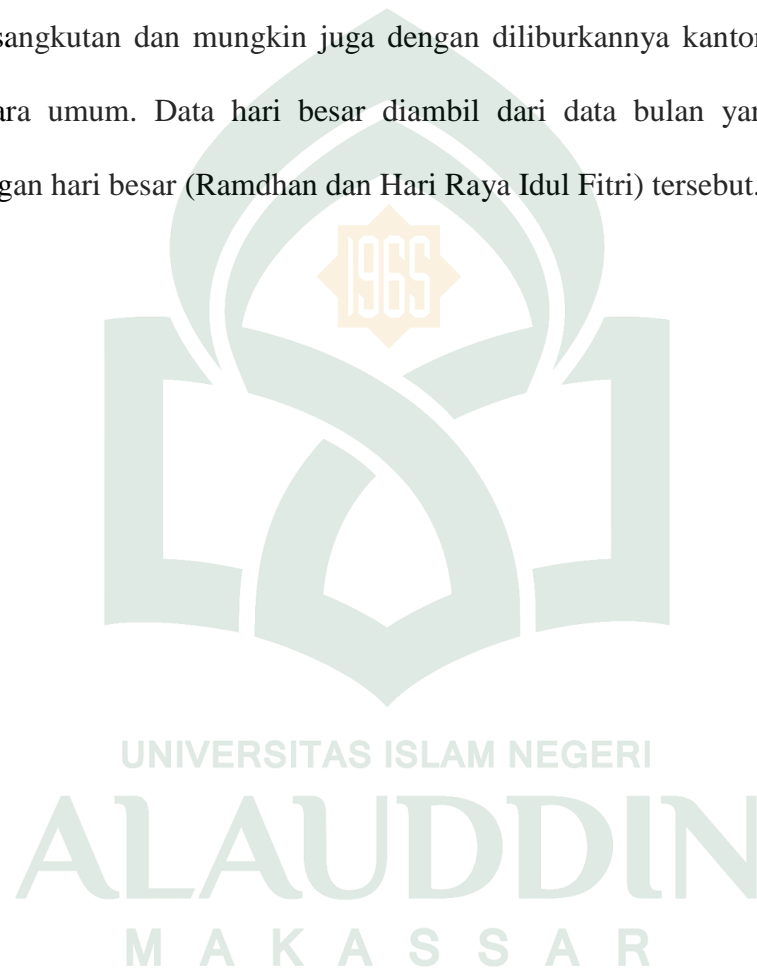 sangkutan dan mungkin juga dengan diliburkannya kantor
ara umum. Data hari besar diambil dari data bulan yan
gan hari besar (Ramdhan dan Hari Raya Idul Fitri) tersebut.
1965
UNIVERSITAS ISLAM NEGERI
ALAUDDIN
MAKASSAR